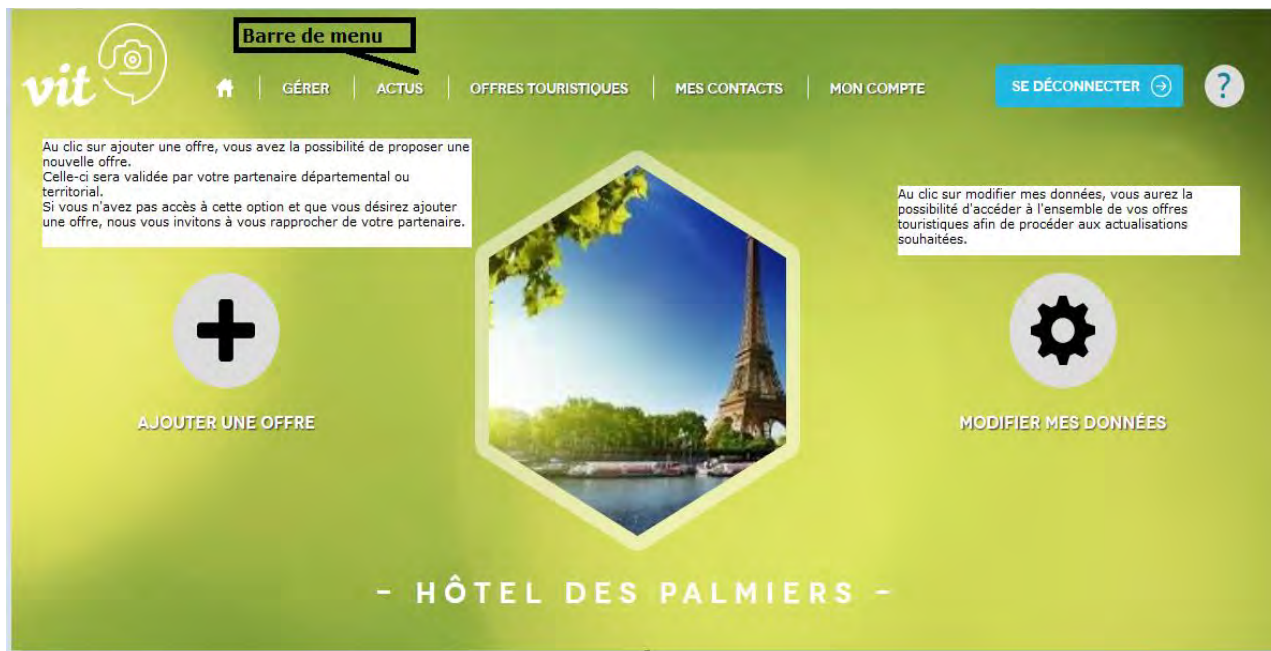 Barre de menu
vit
GÉRER
ACTUS
OFFRES TOURISTIQUES
MES CONTACTS
MON COMPTE
SE DÉCONNECTER
?
Au clic sur ajouter une offre, vous avez la possibilité de proposer une
nouvelle offre.
Celle-ci sera validée par votre partenaire départemental ou
territorial.
Si vous n'avez pas accès à cette option et que vous désirez ajouter
une offre, nous vous invitons à vous rapprocher de votre partenaire.
Au clic sur modifier mes données, vous aurez la
possibilité d'accéder à l'ensemble de vos offres
touristiques afin de procéder aux actualisations
souhaitées.
AJOUTER UNE OFFRE
MODIFIER MES DONNÉES
- HÔTEL DES PALMIERS -